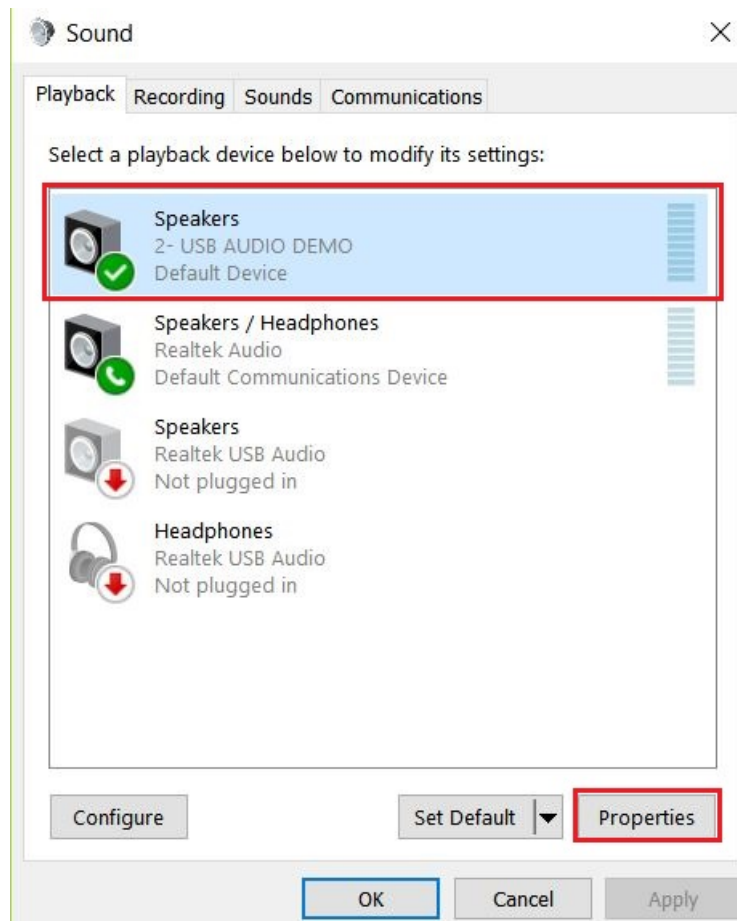 Sound
Playback Recording Sounds Communications
Select a playback device below to modify its settings:
Speakers
2- USB AUDIO DEMO
Default Device
Speakers / Headphones
Realtek Audio
Default Communications Device
Speakers
Realtek USB Audio
Not plugged in
Headphones
Realtek USB Audio
Not plugged in
Configure Set Default Properties
OK Cancel Apply